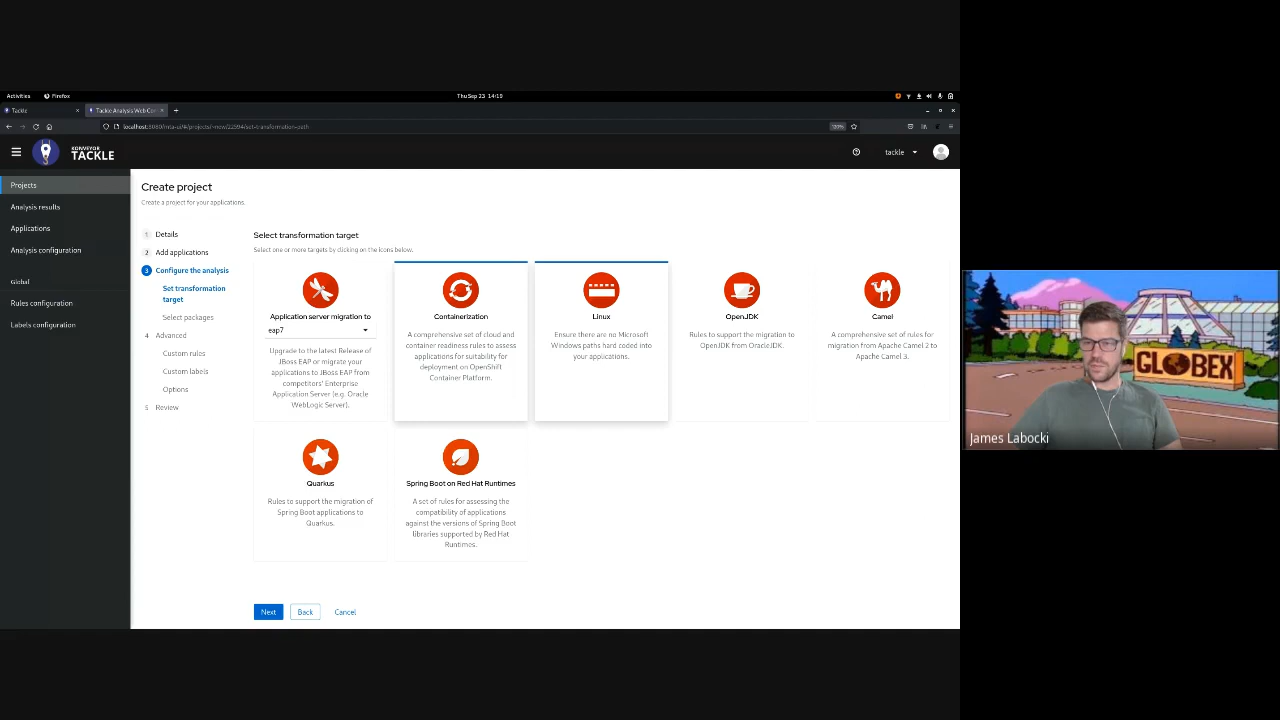 Activities
Firefox
Thu Sep 23 14:19
Tackle
Tackle Analysis Web Co
120%
KONVEYOR
TACKLE
tackle
Projects
Analysis results
Applications
Analysis configuration
Global
Rules configuration
Labels configuration
Create project
Create a project for your applications.
1 Details
2 Add applications
3 Configure the analysis
Set transformation
target
Select packages
4 Advanced
Custom rules
Custom labels
Options
5 Review
Select transformation target
Select one or more targets by clicking on the icons below.
Application server migration to
eap7
Upgrade to the latest Release of
JBoss EAP or migrate your
applications to JBoss EAP from
competitors' Enterprise
Application Server (e.g. Oracle
WebLogic Server).
Containerization
A comprehensive set of cloud and
container readiness rules to assess
applications for suitability for
deployment on OpenShift
Container Platform.
Linux
Ensure there are no Microsoft
Windows paths hard coded into
your applications.
OpenJDK
Rules to support the migration to
OpenJDK from OracleJDK.
Camel
A comprehensive set of rules for
migration from Apache Camel 2 to
Apache Camel 3.
Quarkus
Rules to support the migration of
Spring Boot applications to
Quarkus.
Spring Boot on Red Hat Runtimes
A set of rules for assessing the
compatibility of applications
against the versions of Spring Boot
libraries supported by Red Hat
Runtimes.
Next
Back
Cancel
GLOBEX
James Labocki